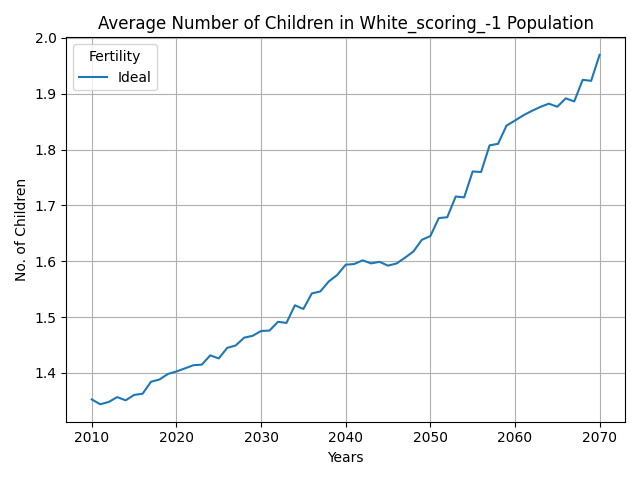 Average Number of Children in White_scoring_-1 Population
Fertility
Ideal
No. of Children
2.0
1.9
1.8
1.7
1.6
1.5
1.4
2010 2020 2030 2040 2050 2060 2070
Years